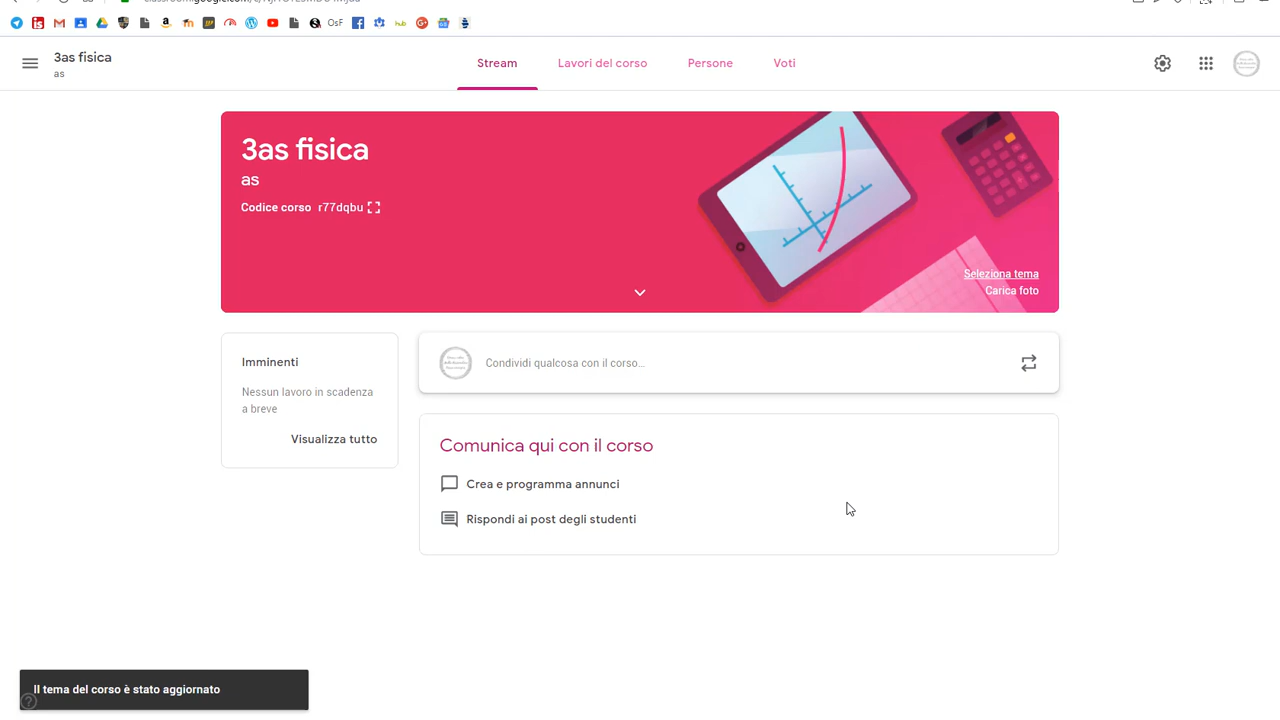 OsF
3as fisica
as
Stream
Lavori del corso
Persone
Voti
3as fisica
as
Codice corso r77dqbu
Seleziona tema
Carica foto
Imminenti
Nessun lavoro in scadenza
a breve
Visualizza tutto
Condividi qualcosa con il corso...
Comunica qui con il corso
Crea e programma annunci
Rispondi ai post degli studenti
Il tema del corso è stato aggiornato